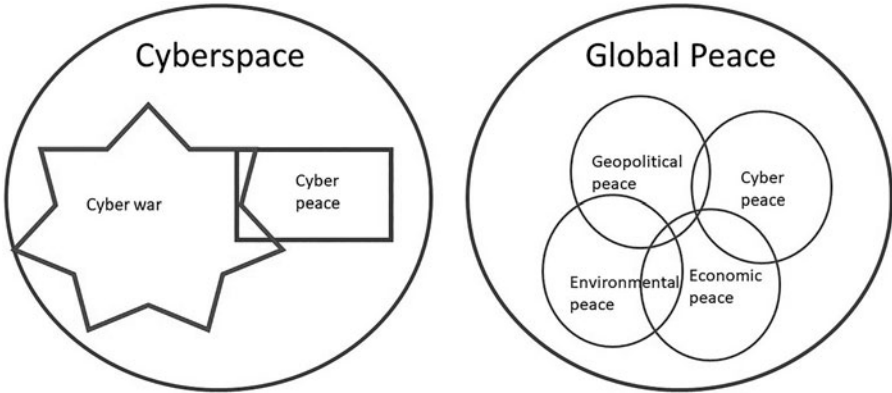 Cyberspace
Cyber war
Cyber
peace
Global Peace
Geopolitical
peace
Cyber
peace
Environmental
peace
Economic
peace